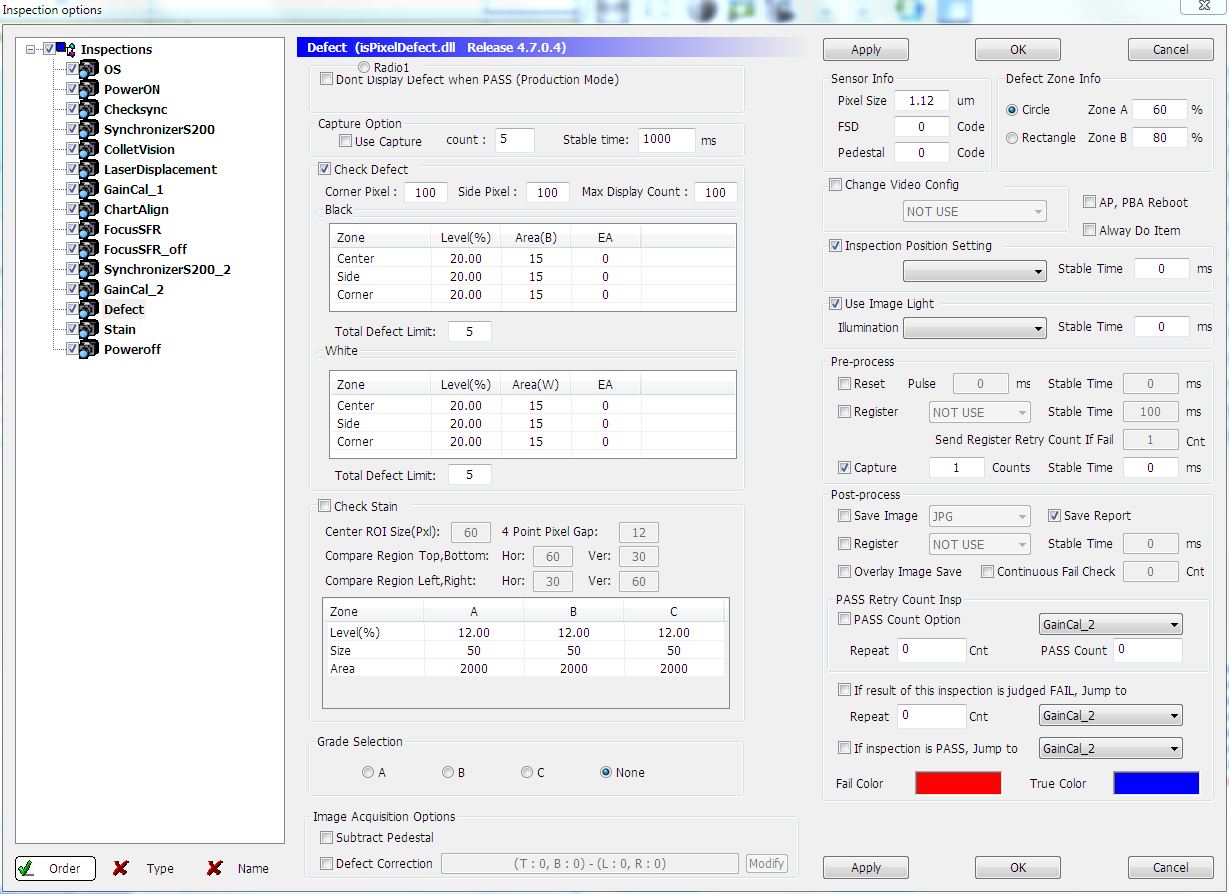 Inspection options
Inspections
OS
PowerON
Checksync
SynchronizerS200
ColletVision
LaserDisplacement
GainCal_1
ChartAlign
FocusSFR
FocusSFR_off
SynchronizerS200_2
GainCal_2
Defect
Stain
Poweroff
Order Type Name
Defect (isPixelDefect.dll Release 4.7.0.4)
Radio1
Dont Display Defect when PASS (Production Mode)
Capture Option
Use Capture count : 5 Stable time: 1000 ms
Check Defect
Corner Pixel : 100 Side Pixel : 100 Max Display Count : 100
Black
Zone Level(%) Area(B) EA
Center 20.00 15 0
Side 20.00 15 0
Corner 20.00 15 0
Total Defect Limit: 5
White
Zone Level(%) Area(W) EA
Center 20.00 15 0
Side 20.00 15 0
Corner 20.00 15 0
Total Defect Limit: 5
Check Stain
Center ROI Size(Pxl): 60 4 Point Pixel Gap: 12
Compare Region Top,Bottom: Hor: 60 Ver: 30
Compare Region Left,Right: Hor: 30 Ver: 60
Zone A B C
Level(%) 12.00 12.00 12.00
Size 50 50 50
Area 2000 2000 2000
Grade Selection
A B C None
Image Acquisition Options
Subtract Pedestal
Defect Correction (T : 0, B : 0) - (L : 0, R : 0) Modify
Apply OK Cancel
Sensor Info
Pixel Size 1.12 um
FSD 0 Code
Pedestal 0 Code
Defect Zone Info
Circle Zone A 60 %
Rectangle Zone B 80 %
Change Video Config
NOT USE
AP, PBA Reboot
Alway Do Item
Inspection Position Setting
Stable Time 0 ms
Use Image Light
Illumination Stable Time 0 ms
Pre-process
Reset Pulse 0 ms Stable Time 0 ms
Register NOT USE Stable Time 100 ms
Send Register Retry Count If Fail 1 Cnt
Capture 1 Counts Stable Time 0 ms
Post-process
Save Image JPG Save Report
Register NOT USE Stable Time 0 ms
Overlay Image Save Continuous Fail Check 0 Cnt
PASS Retry Count Insp
PASS Count Option GainCal_2
Repeat 0 Cnt PASS Count 0
If result of this inspection is judged FAIL, Jump to
Repeat 0 Cnt GainCal_2
If inspection is PASS, Jump to GainCal_2
Fail Color True Color
Apply OK Cancel